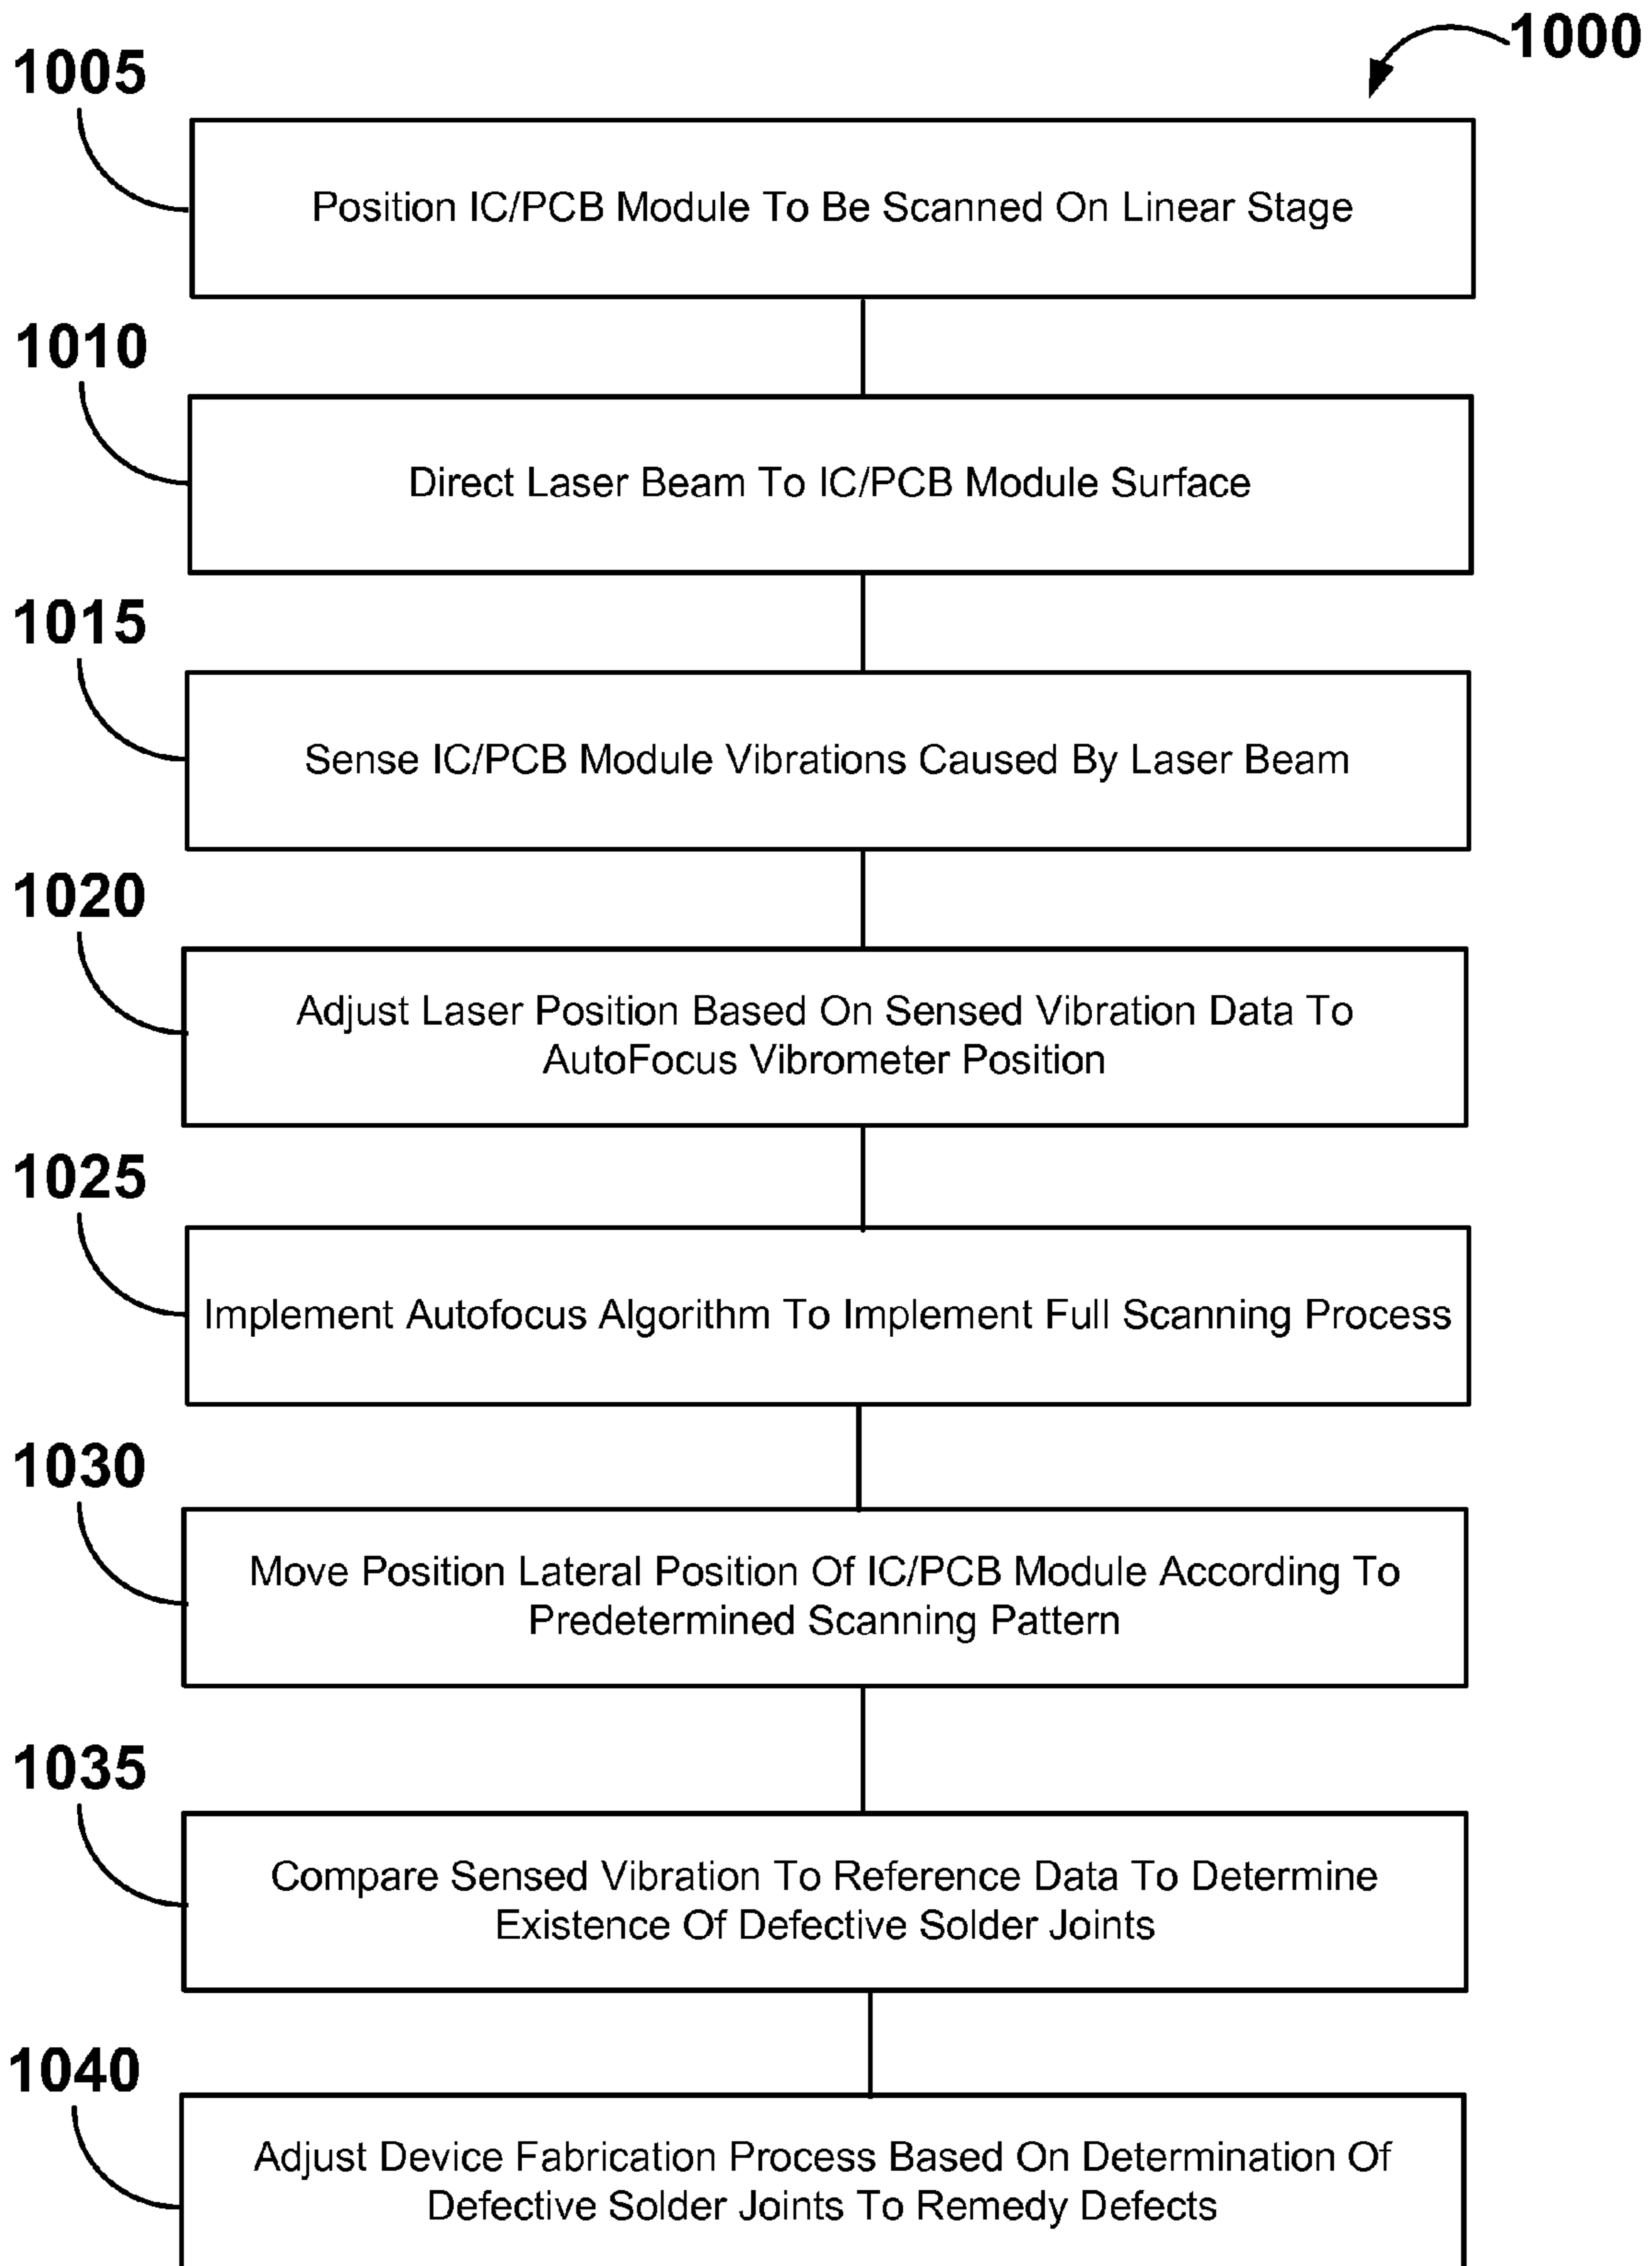 1000
1005
Position IC/PCB Module To Be Scanned On Linear Stage
1010
Direct Laser Beam To IC/PCB Module Surface
1015
Sense IC/PCB Module Vibrations Caused By Laser Beam
1020
Adjust Laser Position Based On Sensed Vibration Data To
AutoFocus Vibrometer Position
1025
Implement Autofocus Algorithm To Implement Full Scanning Process
1030
Move Position Lateral Position Of IC/PCB Module According To
Predetermined Scanning Pattern
1035
Compare Sensed Vibration To Reference Data To Determine
Existence Of Defective Solder Joints
1040
Adjust Device Fabrication Process Based On Determination Of
Defective Solder Joints To Remedy Defects